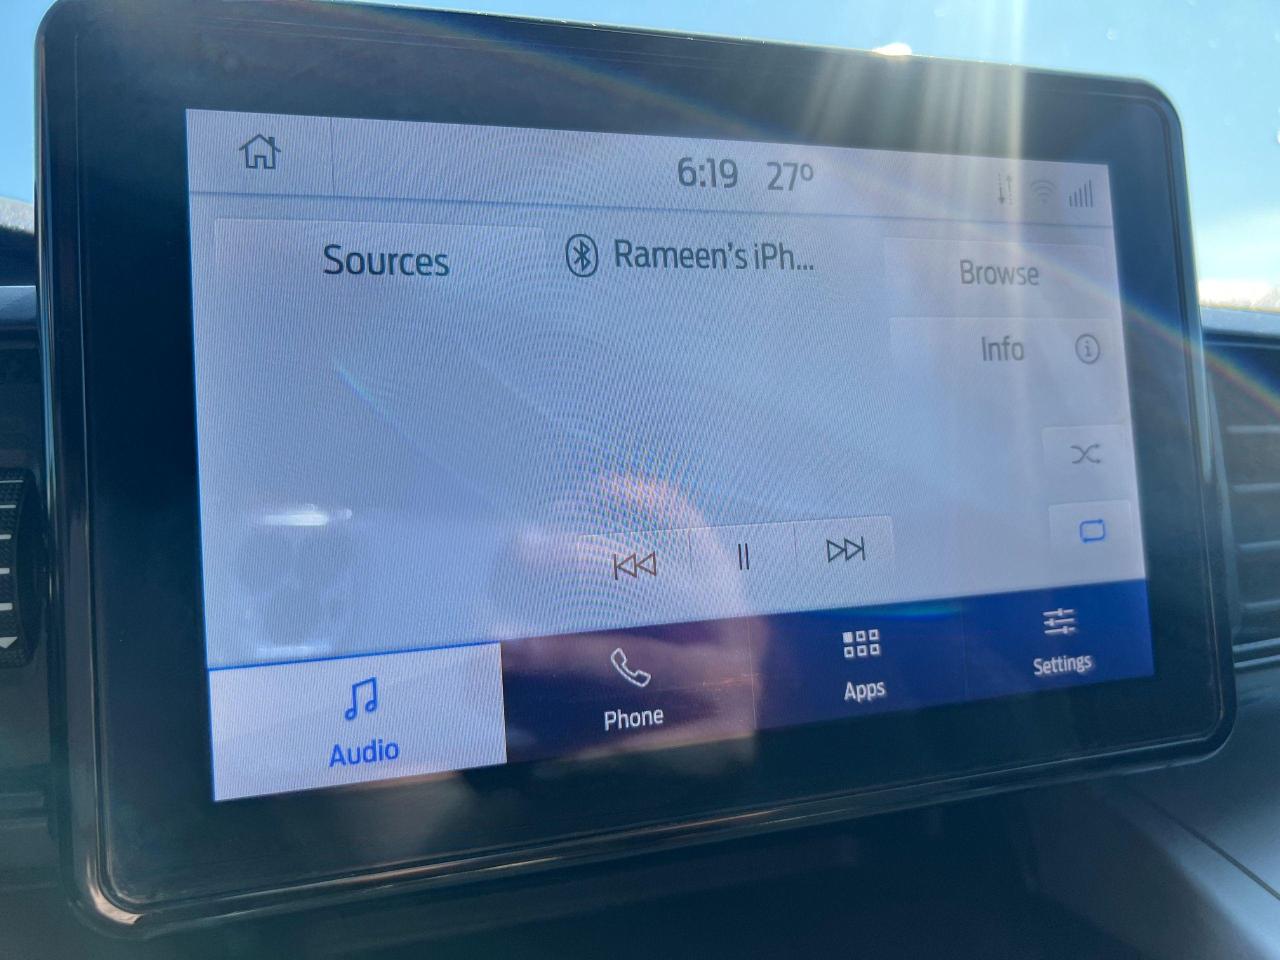 6:19 27°
Sources
Rameen's iPh...
Browse
Info
Audio
Phone
Apps
Settings